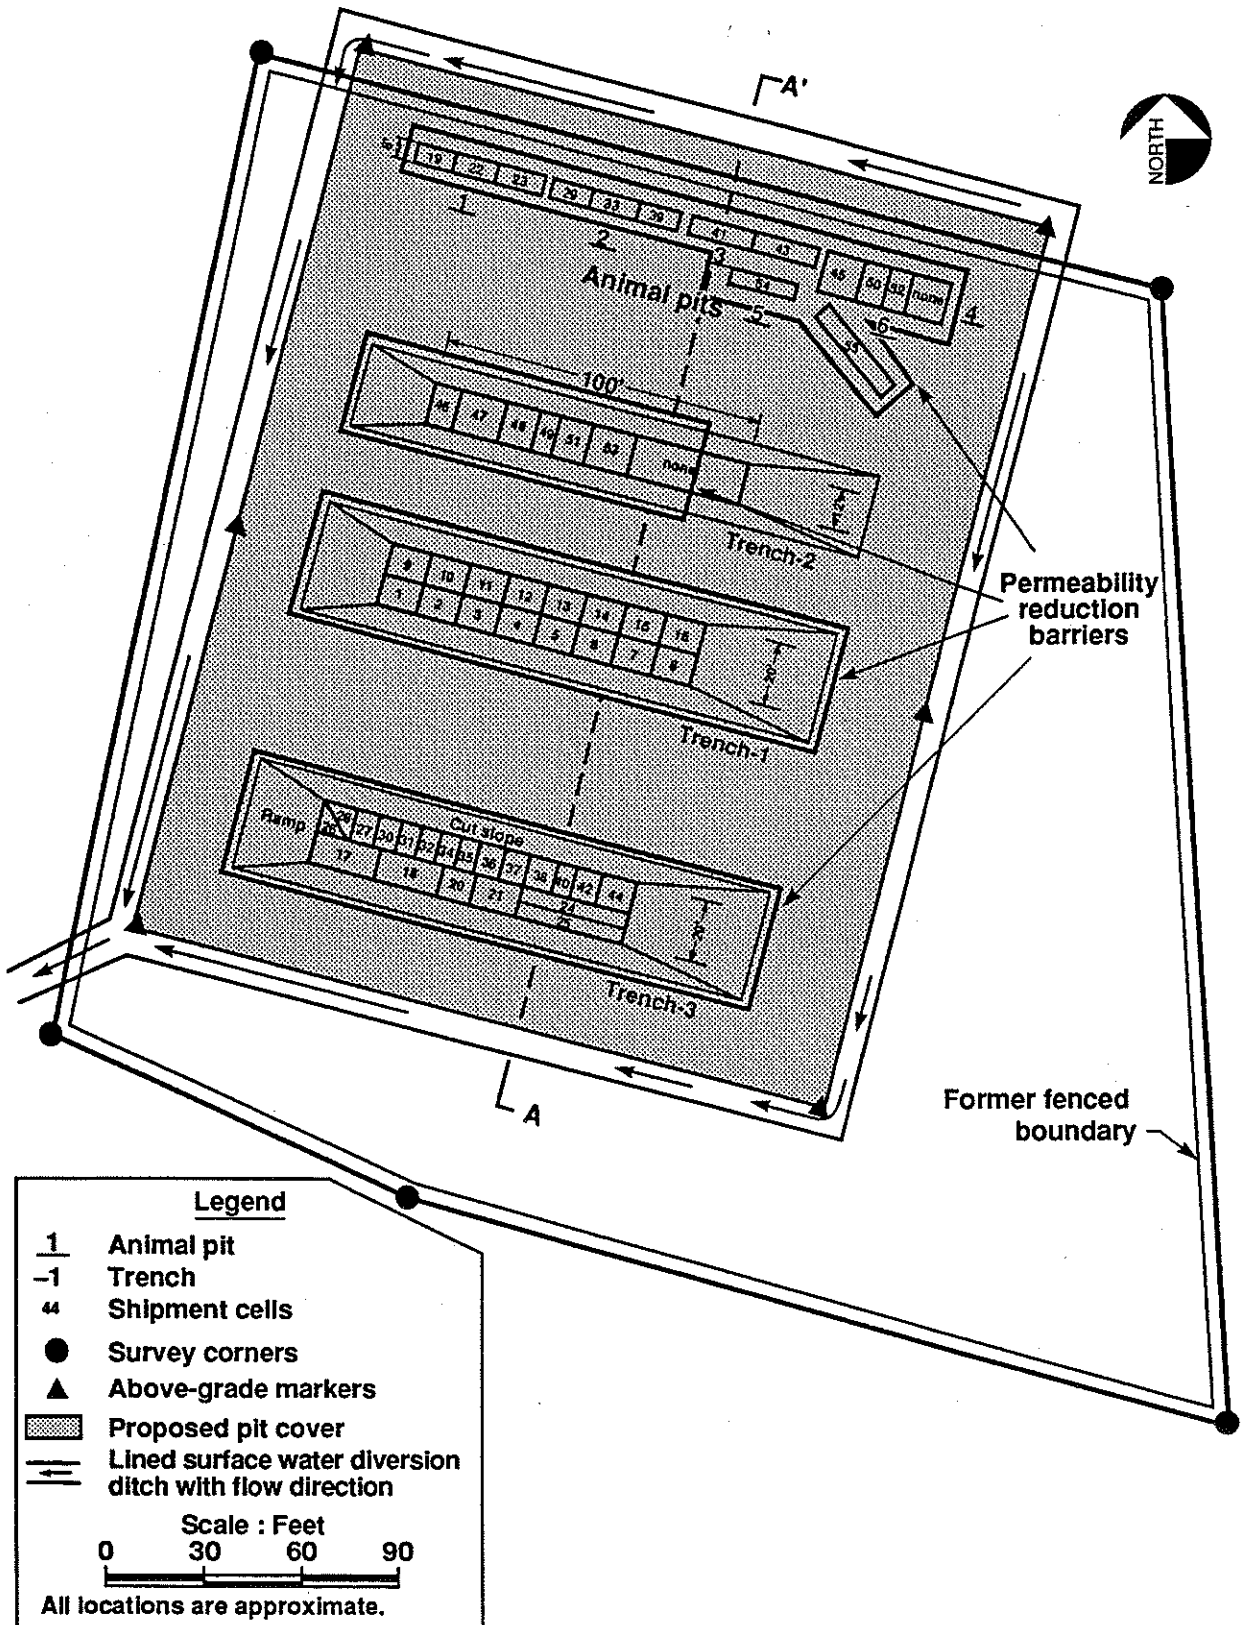 A'
NORTH
19 22 23 29 33 39 41 43 45 50 52 none
1
2
3
54
4
Animal pits
5
6
55
100'
46 47 48 49 51 53 none
Trench-2
9 10 11 12 13 14 15 16
1 2 3 4 5 6 7 8
20'
Trench-1
Permeability
reduction
barriers
Ramp
Cut slope
26 27 30 31 32 34 35 36 37 38 40 42 44
17 18 20 21 24
25
Trench-3
A
Former fenced
boundary
Legend
1 Animal pit
–1 Trench
44 Shipment cells
Survey corners
Above-grade markers
Proposed pit cover
Lined surface water diversion
ditch with flow direction
Scale : Feet
0 30 60 90
All locations are approximate.